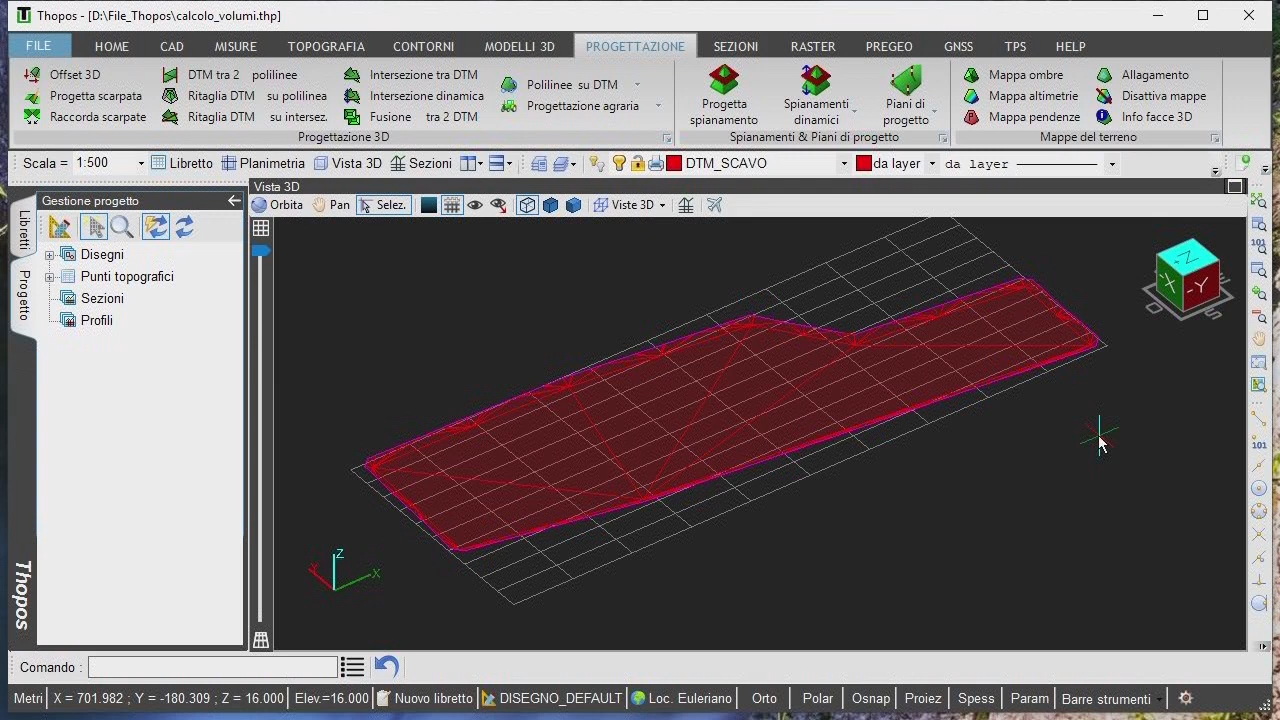 Thopos - [D:\File_Thopos\calcolo_volumi.thp]
FILE HOME CAD MISURE TOPOGRAFIA CONTORNI MODELLI 3D PROGETTAZIONE SEZIONI RASTER PREGEO GNSS TPS HELP
Offset 3D DTM tra 2 polilinee Intersezione tra DTM Polilinee su DTM Progetta spianamento Spianamenti dinamici Piani di progetto Mappa ombre Allagamento
Progetta scarpata Ritaglia DTM su polilinea Intersezione dinamica Progettazione agraria Mappa altimetrie Disattiva mappe
Raccorda scarpate Ritaglia DTM su intersez. Fusione tra 2 DTM Mappa pendenze Info facce 3D
Progettazione 3D Spianamenti & Piani di progetto Mappe del terreno
Scala = 1:500 Libretto Planimetria Vista 3D Sezioni DTM_SCAVO da layer da layer
Gestione progetto
Vista 3D
Orbita Pan Selez. Viste 3D
Libretti
Progetto
Disegni
Punti topografici
Sezioni
Profili
Thopos
+Z
-X
-Y
Z
Y
X
101
101
Comando :
Metri X = 701.982 ; Y = -180.309 ; Z = 16.000 Elev.=16.000 Nuovo libretto DISEGNO_DEFAULT Loc. Euleriano Orto Polar Osnap Proiez Spess Param Barre strumenti